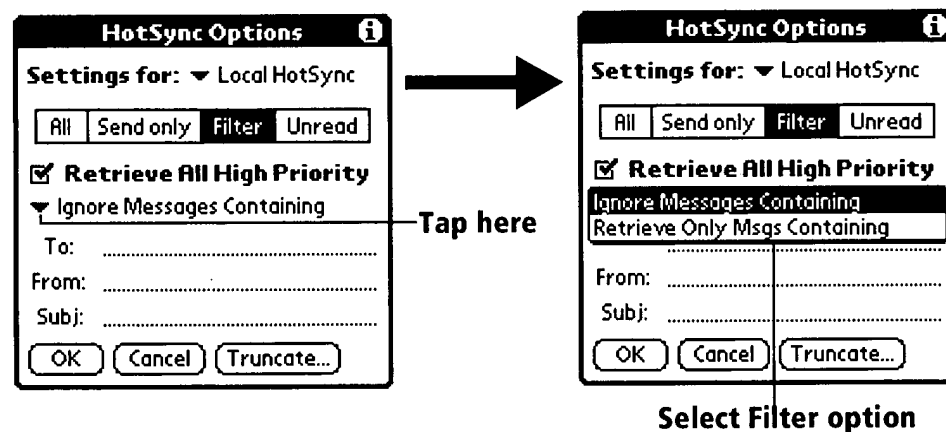 HotSync Options
Settings for: Local HotSync
All Send only Filter Unread
Retrieve All High Priority
Ignore Messages Containing
To:
From:
Subj:
OK Cancel Truncate...
Tap here
HotSync Options
Settings for: Local HotSync
All Send only Filter Unread
Retrieve All High Priority
Ignore Messages Containing
Retrieve Only Msgs Containing
From:
Subj:
OK Cancel Truncate...
Select Filter option